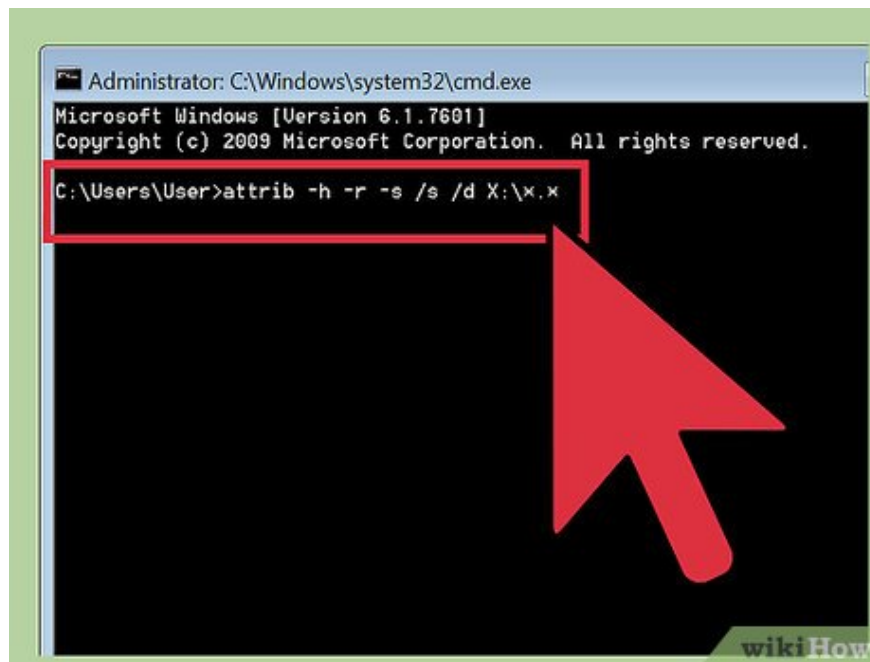 Administrator: C:\Windows\system32\cmd.exe
Microsoft Windows [Version 6.1.7601]
Copyright (c) 2009 Microsoft Corporation.  All rights reserved.
C:\Users\User>attrib -h -r -s /s /d X:\*.*
wikiHow